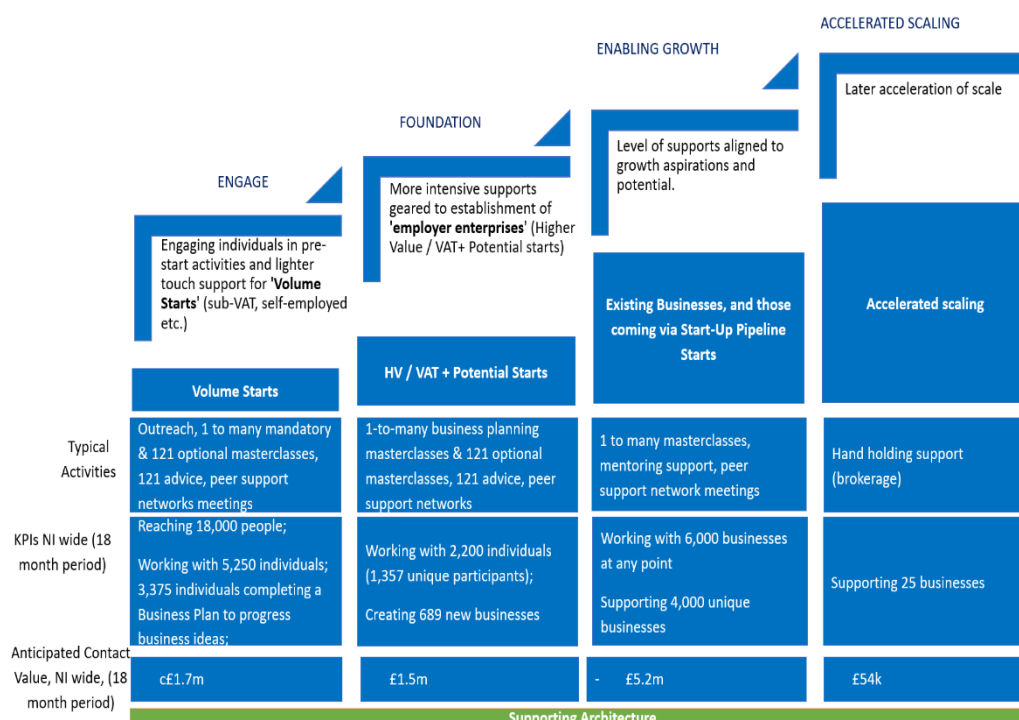 ACCELERATED SCALING
Later acceleration of scale
ENABLING GROWTH
Level of supports aligned to
growth aspirations and
potential.
FOUNDATION
More intensive supports
geared to establishment of
'employer enterprises' (Higher
Value / VAT+ Potential starts)
ENGAGE
Engaging individuals in pre-
start activities and lighter
touch support for 'Volume
Starts' (sub-VAT, self-employed
etc.)
Volume Starts
HV / VAT + Potential Starts
Existing Businesses, and those
coming via Start-Up Pipeline
Starts
Accelerated scaling
Typical
Activities
Outreach, 1 to many mandatory
& 121 optional masterclasses,
121 advice, peer support
networks meetings
1-to-many business planning
masterclasses & 121 optional
masterclasses, 121 advice, peer
support networks
1 to many masterclasses,
mentoring support, peer
support network meetings
Hand holding support
(brokerage)
KPIs NI wide (18
month period)
Reaching 18,000 people;
Working with 5,250 individuals;
3,375 individuals completing a
Business Plan to progress
business ideas;
Working with 2,200 individuals
(1,357 unique participants);
Creating 689 new businesses
Working with 6,000 businesses
at any point
Supporting 4,000 unique
businesses
Supporting 25 businesses
Anticipated Contact
Value, NI wide, (18
month period)
c£1.7m
£1.5m
- £5.2m
£54k
Supporting Architecture